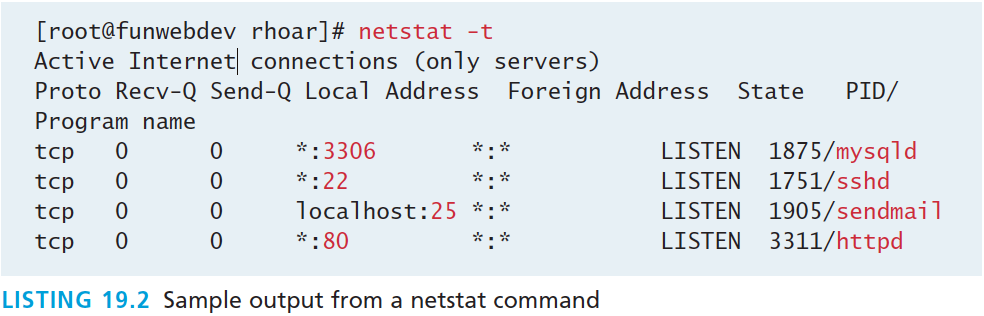 [root@funwebdev rhoar]# netstat -t
Active Internet connections (only servers)
Proto Recv-Q Send-Q Local Address Foreign Address State PID/
Program name
tcp 0 0 *:3306 *:* LISTEN 1875/mysqld
tcp 0 0 *:22 *:* LISTEN 1751/sshd
tcp 0 0 localhost:25 *:* LISTEN 1905/sendmail
tcp 0 0 *:80 *:* LISTEN 3311/httpd
LISTING 19.2 Sample output from a netstat command